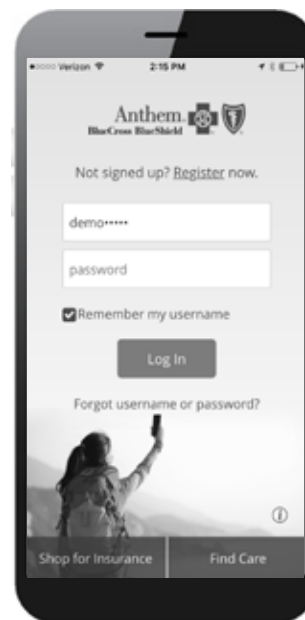 Verizon 2:15 PM
Anthem.
BlueCross BlueShield
Not signed up? Register now.
demo•••••
password
Remember my username
Log In
Forgot username or password?
Shop for Insurance Find Care